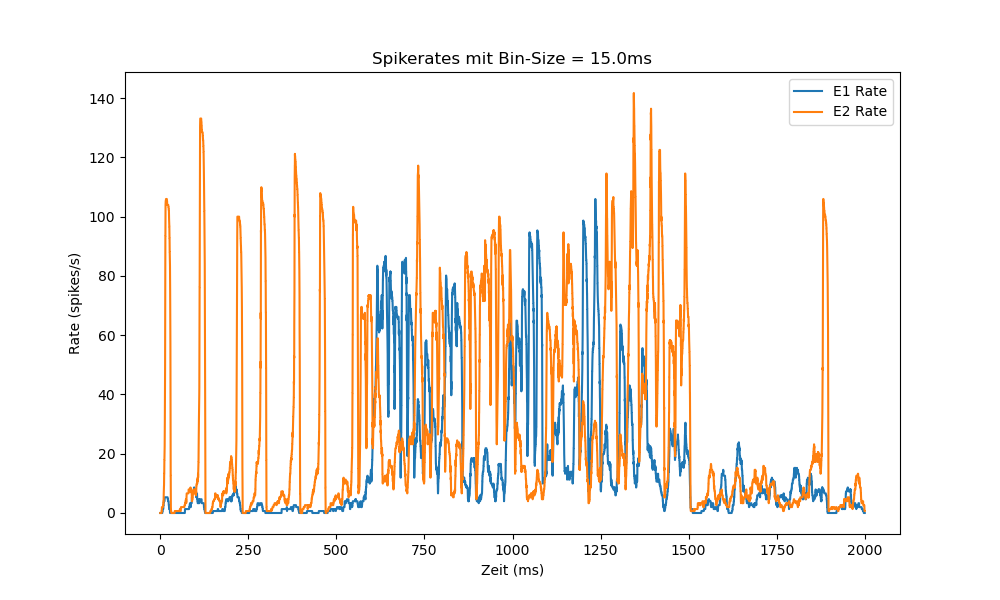 Spikerates mit Bin-Size = 15.0ms
E1 Rate
E2 Rate
Rate (spikes/s)
140
120
100
80
60
40
20
0
0 250 500 750 1000 1250 1500 1750 2000
Zeit (ms)